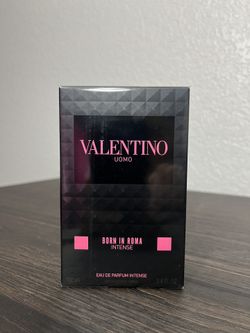 VALENTINO
UOMO
BORN IN ROMA
INTENSE
EAU DE PARFUM INTENSE